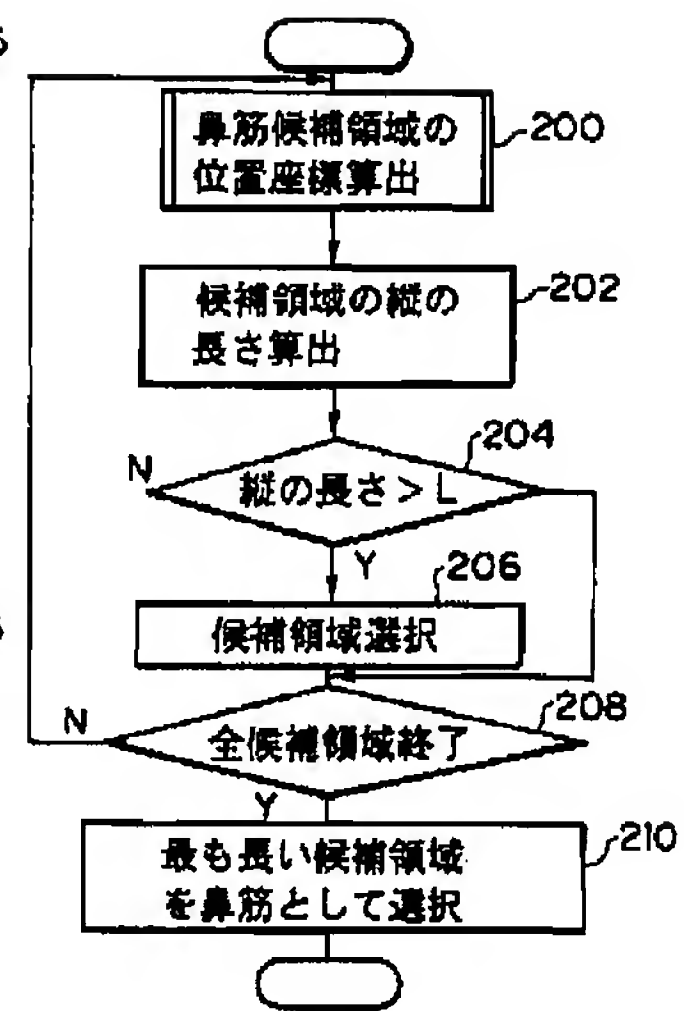 鼻筋候補領域の
位置座標算出
200
候補領域の縦の
長さ算出
202
204
N
縦の長さ>L
Y
206
候補領域選択
208
N
全候補領域終了
Y
最も長い候補領域
を鼻筋として選択
210